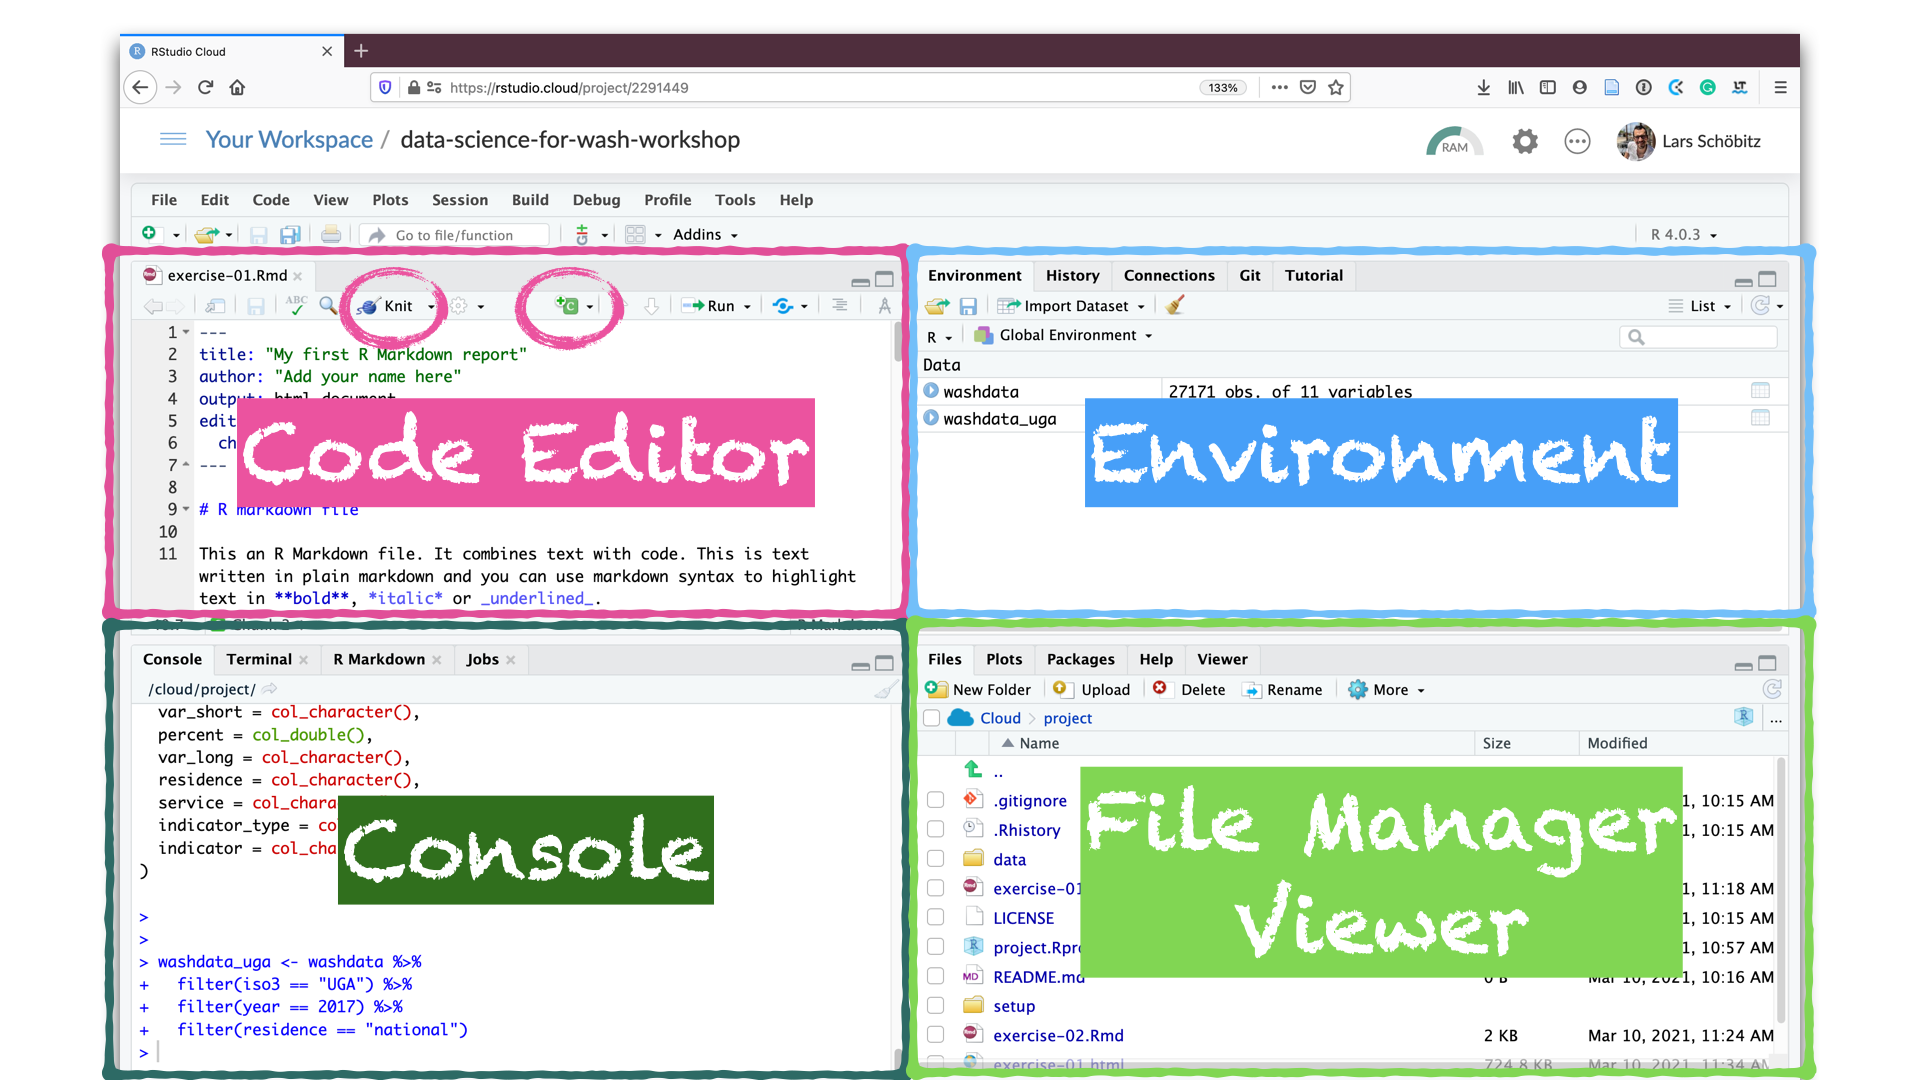 RStudio Cloud
https://rstudio.cloud/project/2291449
133%
Your Workspace / data-science-for-wash-workshop
RAM
Lars Schöbitz
File Edit Code View Plots Session Build Debug Profile Tools Help
Go to file/function
Addins
R 4.0.3
exercise-01.Rmd
ABC
Knit
Run
1 ---
2 title: "My first R Markdown report"
3 author: "Add your name here"
4 output: html_document
5 edit
6 ch
7 ---
8
9 # R markdown file
10
11 This an R Markdown file. It combines text with code. This is text
written in plain markdown and you can use markdown syntax to highlight
text in **bold**, *italic* or _underlined_.
Code Editor
Environment History Connections Git Tutorial
Import Dataset
List
R Global Environment
Data
washdata 27171 obs. of 11 variables
washdata_uga
Environment
Console Terminal R Markdown Jobs
/cloud/project/
var_short = col_character(),
percent = col_double(),
var_long = col_character(),
residence = col_character(),
service = col_chara
indicator_type = co
indicator = col_cha
)
>
>
> washdata_uga <- washdata %>%
+ filter(iso3 == "UGA") %>%
+ filter(year == 2017) %>%
+ filter(residence == "national")
>
Console
Files Plots Packages Help Viewer
New Folder Upload Delete Rename More
Cloud > project
Name Size Modified
..
.gitignore 1, 10:15 AM
.Rhistory 1, 10:15 AM
data
exercise-01 1, 11:18 AM
LICENSE 1, 10:15 AM
project.Rpro 1, 10:57 AM
README.md 0 B Mar 10, 2021, 10:16 AM
setup
exercise-02.Rmd 2 KB Mar 10, 2021, 11:24 AM
exercise-01.html 724.8 KB Mar 10, 2021, 11:34 AM
File Manager
Viewer